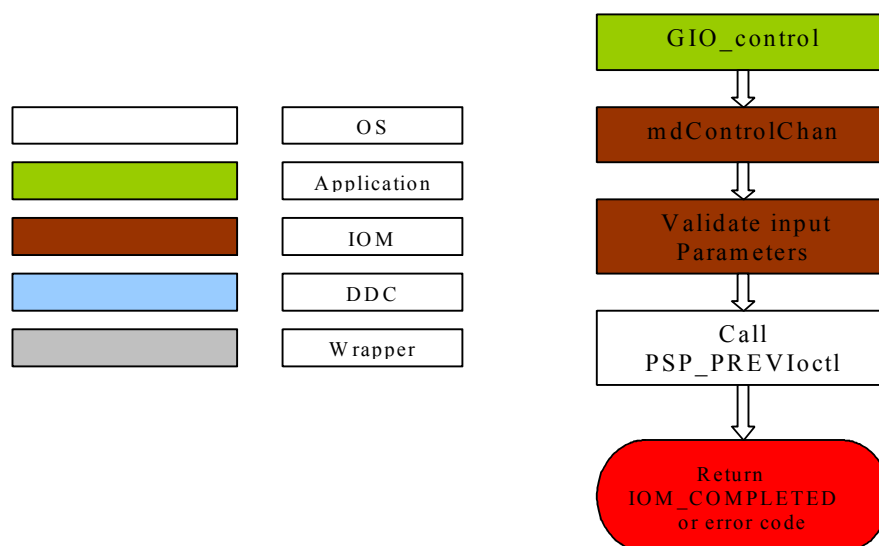 OS
Application
IOM
DDC
Wrapper
GIO_control
mdControlChan
Validate input
Parameters
Call
PSP_PREVIoctl
Return
IOM_COMPLETED
or error code